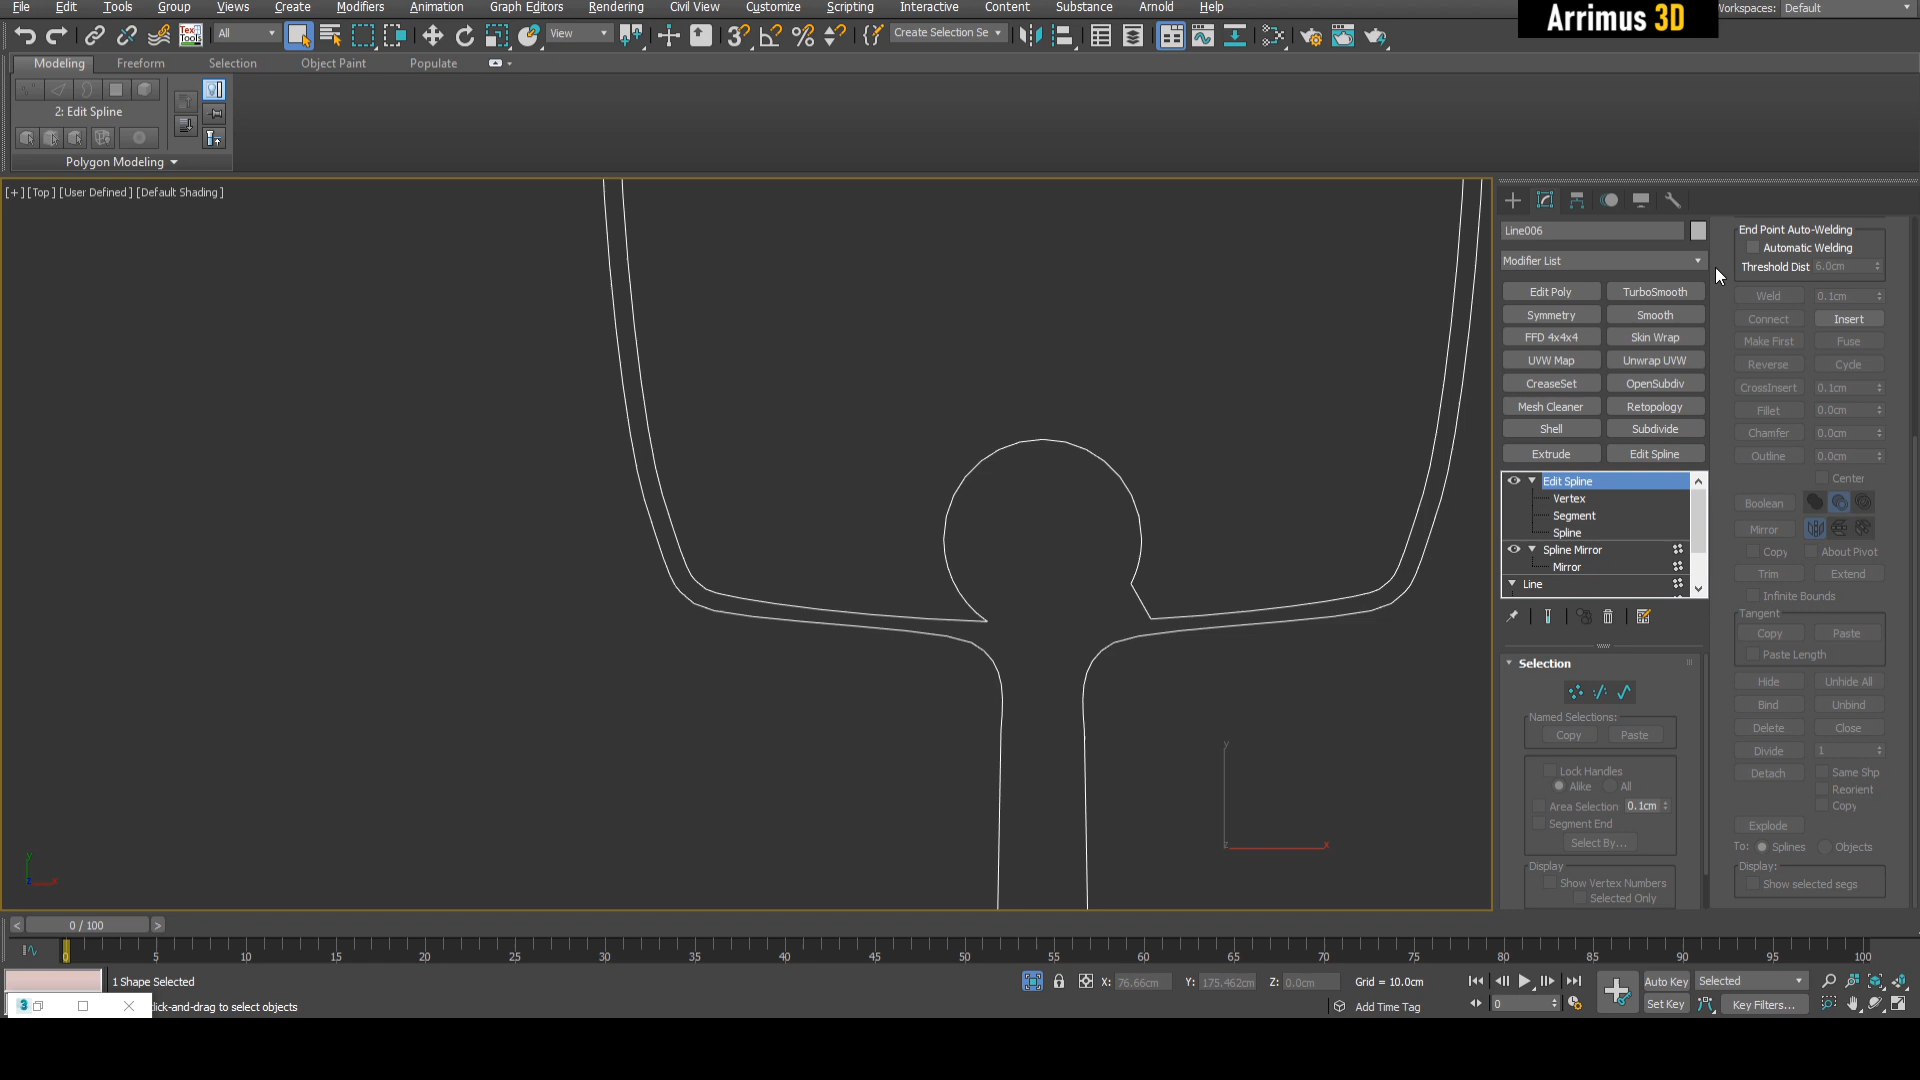 File Edit Tools Group Views Create Modifiers Animation Graph Editors Rendering Civil View Customize Scripting Interactive Content Substance Arnold Help
Workspaces: Default
Arrimus 3D
All View Create Selection Se
Modeling Freeform Selection Object Paint Populate
2: Edit Spline
Polygon Modeling
[+] [Top] [User Defined] [Default Shading]
Line006
Modifier List
Edit Poly TurboSmooth
Symmetry Smooth
FFD 4x4x4 Skin Wrap
UVW Map Unwrap UVW
CreaseSet OpenSubdiv
Mesh Cleaner Retopology
Shell Subdivide
Extrude Edit Spline
Edit Spline
Vertex
Segment
Spline
Spline Mirror
Mirror
Line
Selection
Named Selections:
Copy Paste
Lock Handles
Alike All
Area Selection 0.1cm
Segment End
Select By...
Display
Show Vertex Numbers
Selected Only
End Point Auto-Welding
Automatic Welding
Threshold Dist 6.0cm
Weld 0.1cm
Connect Insert
Make First Fuse
Reverse Cycle
CrossInsert 0.1cm
Fillet 0.0cm
Chamfer 0.0cm
Outline 0.0cm
Center
Boolean
Mirror
Copy About Pivot
Trim Extend
Infinite Bounds
Tangent
Copy Paste
Paste Length
Hide Unhide All
Bind Unbind
Delete Close
Divide 1
Detach Same Shp
Reorient
Copy
Explode
To: Splines Objects
Display:
Show selected segs
y
x
z
y
x
z
0 / 100
0 5 10 15 20 25 30 35 40 45 50 55 60 65 70 75 80 85 90 95 100
1 Shape Selected
X: 76.66cm Y: 175.462cm Z: 0.0cm Grid = 10.0cm
Auto Key Selected
3
lick-and-drag to select objects
Add Time Tag
0
Set Key Key Filters...